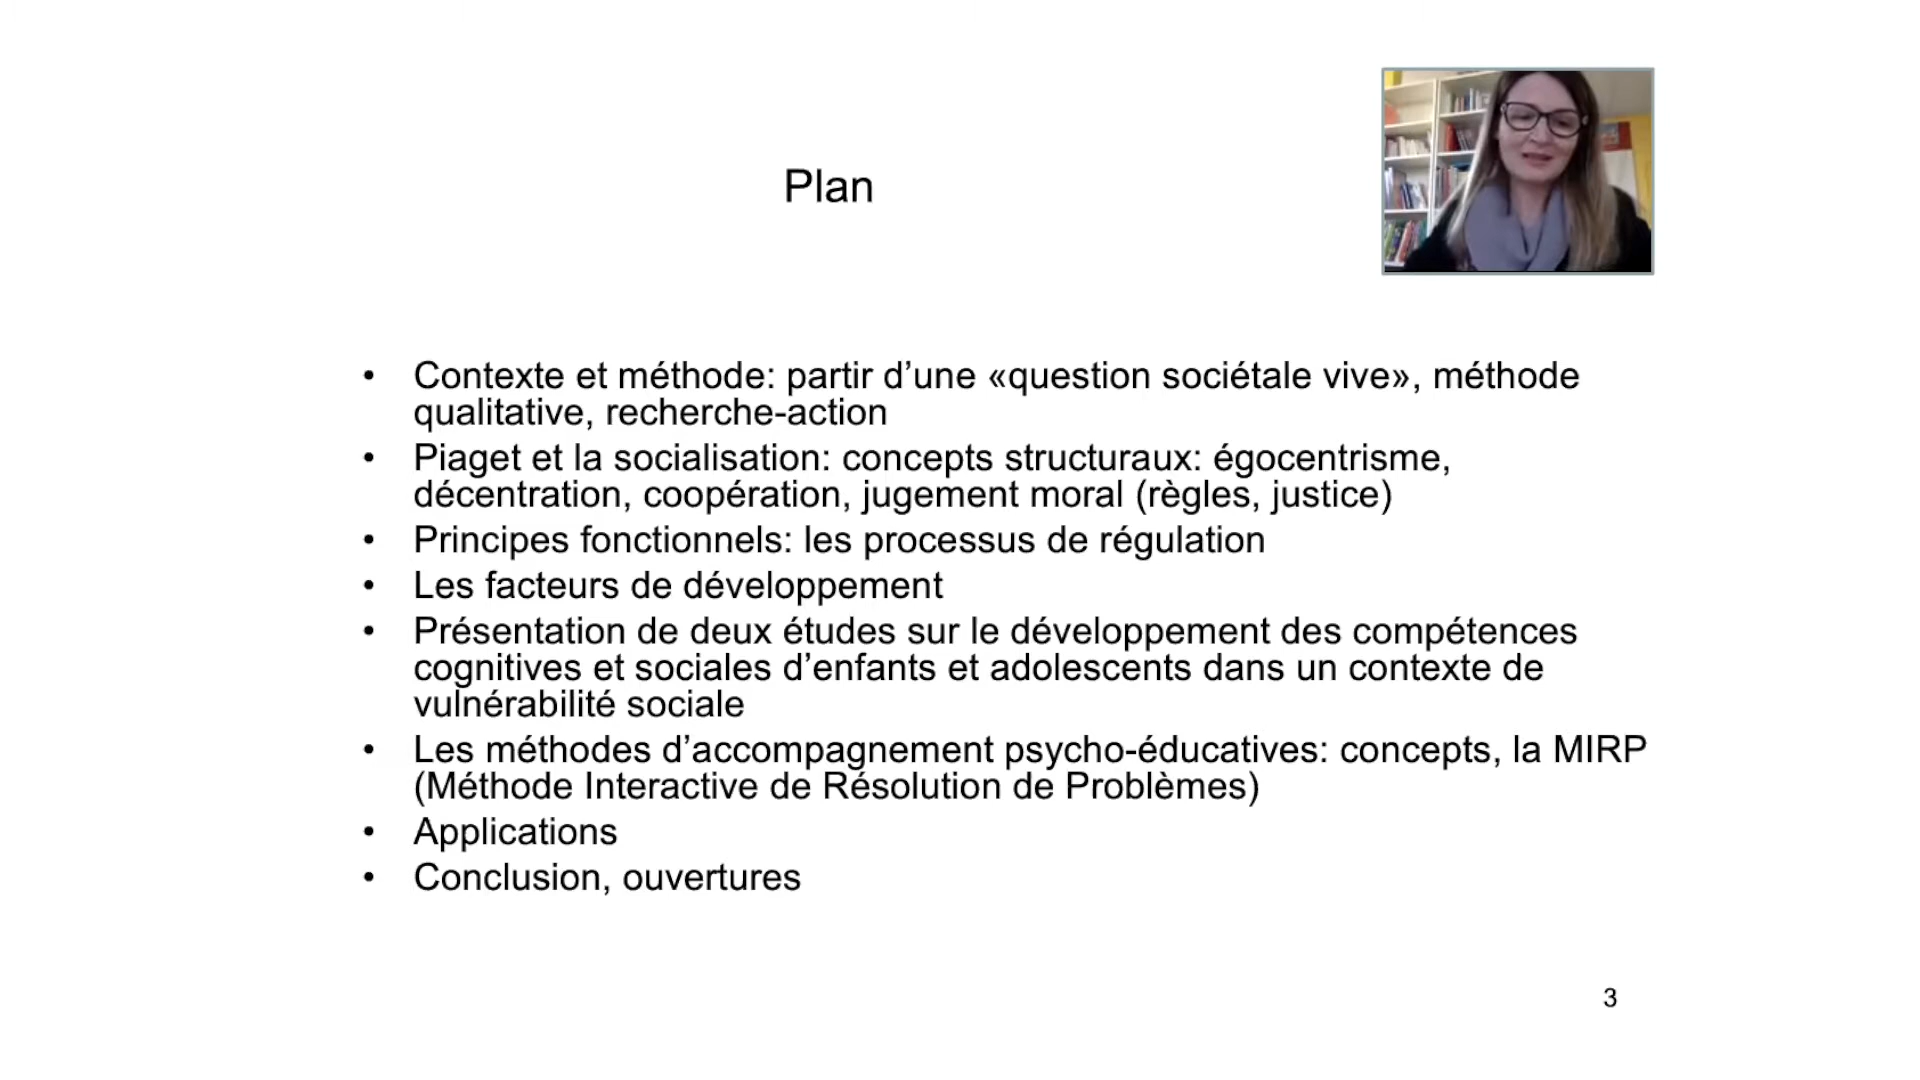 Plan
• Contexte et méthode: partir d’une «question sociétale vive», méthode
qualitative, recherche-action
• Piaget et la socialisation: concepts structuraux: égocentrisme,
décentration, coopération, jugement moral (règles, justice)
• Principes fonctionnels: les processus de régulation
• Les facteurs de développement
• Présentation de deux études sur le développement des compétences
cognitives et sociales d’enfants et adolescents dans un contexte de
vulnérabilité sociale
• Les méthodes d’accompagnement psycho-éducatives: concepts, la MIRP
(Méthode Interactive de Résolution de Problèmes)
• Applications
• Conclusion, ouvertures
3